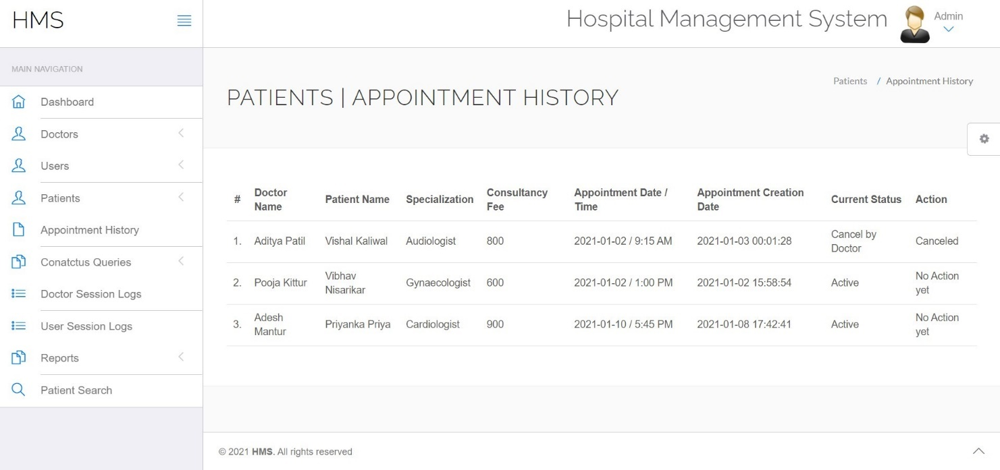 HMS
Hospital Management System
Admin
MAIN NAVIGATION
Dashboard
Doctors
Users
Patients
Appointment History
Conatctus Queries
Doctor Session Logs
User Session Logs
Reports
Patient Search
PATIENTS | APPOINTMENT HISTORY
Patients / Appointment History
# Doctor Name Patient Name Specialization Consultancy Fee Appointment Date / Time Appointment Creation Date Current Status Action
1. Aditya Patil Vishal Kaliwal Audiologist 800 2021-01-02 / 9:15 AM 2021-01-03 00:01:28 Cancel by Doctor Canceled
2. Pooja Kittur Vibhav Nisarikar Gynaecologist 600 2021-01-02 / 1:00 PM 2021-01-02 15:58:54 Active No Action yet
3. Adesh Mantur Priyanka Priya Cardiologist 900 2021-01-10 / 5:45 PM 2021-01-08 17:42:41 Active No Action yet
© 2021 HMS. All rights reserved